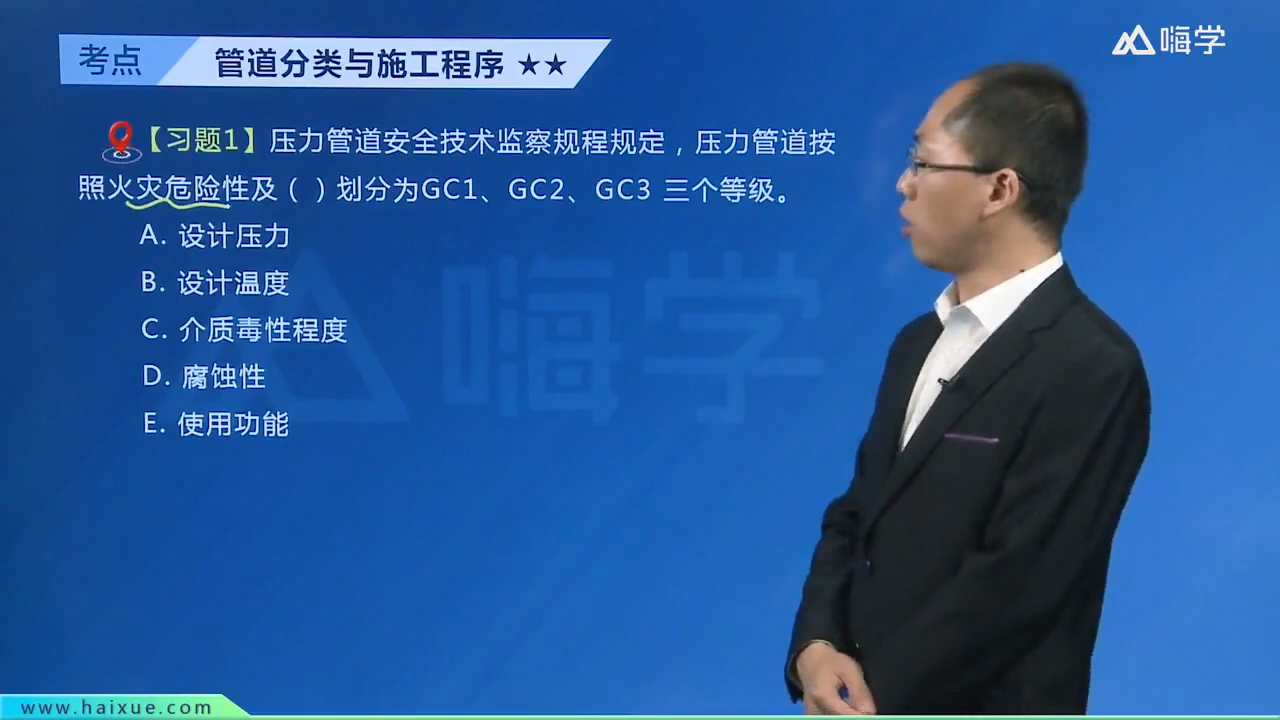 考点 管道分类与施工程序 ★★
嗨学
【习题1】压力管道安全技术监察规程规定，压力管道按
照火灾危险性及（ ）划分为GC1、GC2、GC3 三个等级。
A. 设计压力
B. 设计温度
C. 介质毒性程度
D. 腐蚀性
E. 使用功能
嗨学
www.haixue.com